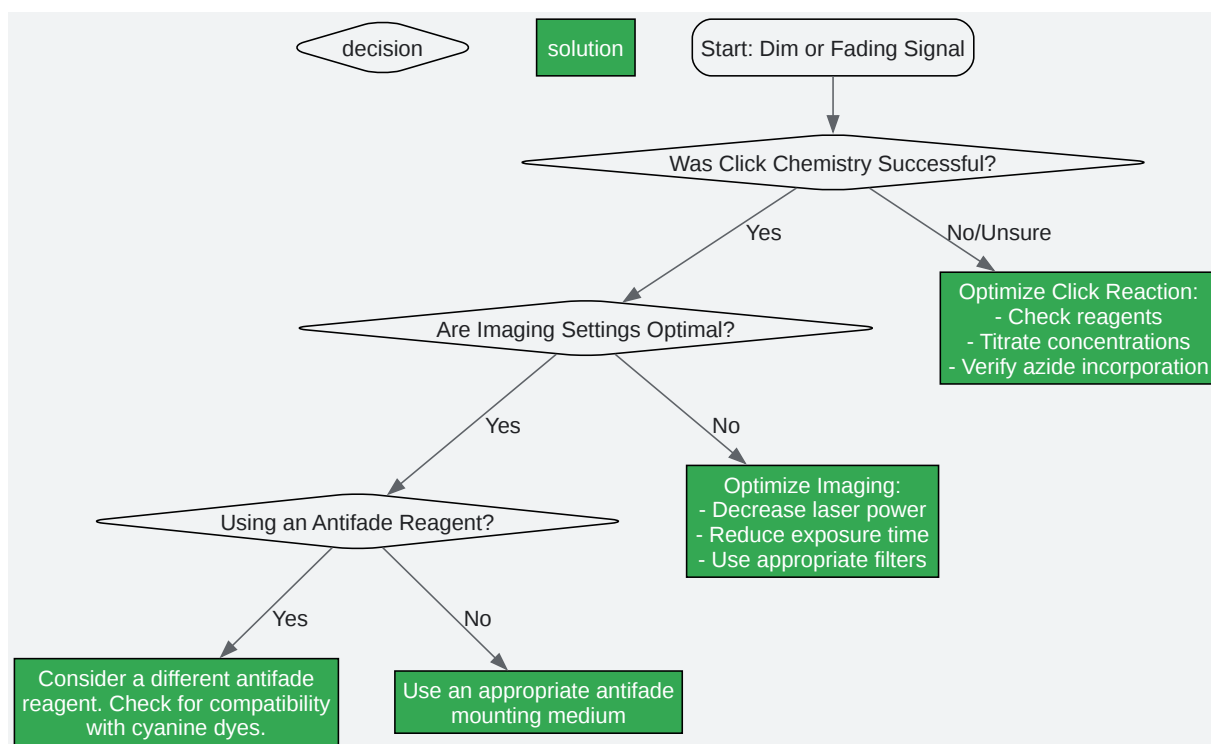 decision
solution
Start: Dim or Fading Signal
Was Click Chemistry Successful?
Yes
No/Unsure
Optimize Click Reaction:
- Check reagents
- Titrate concentrations
- Verify azide incorporation
Are Imaging Settings Optimal?
Yes
No
Optimize Imaging:
- Decrease laser power
- Reduce exposure time
- Use appropriate filters
Using an Antifade Reagent?
Yes
No
Consider a different antifade
reagent. Check for compatibility
with cyanine dyes.
Use an appropriate antifade
mounting medium